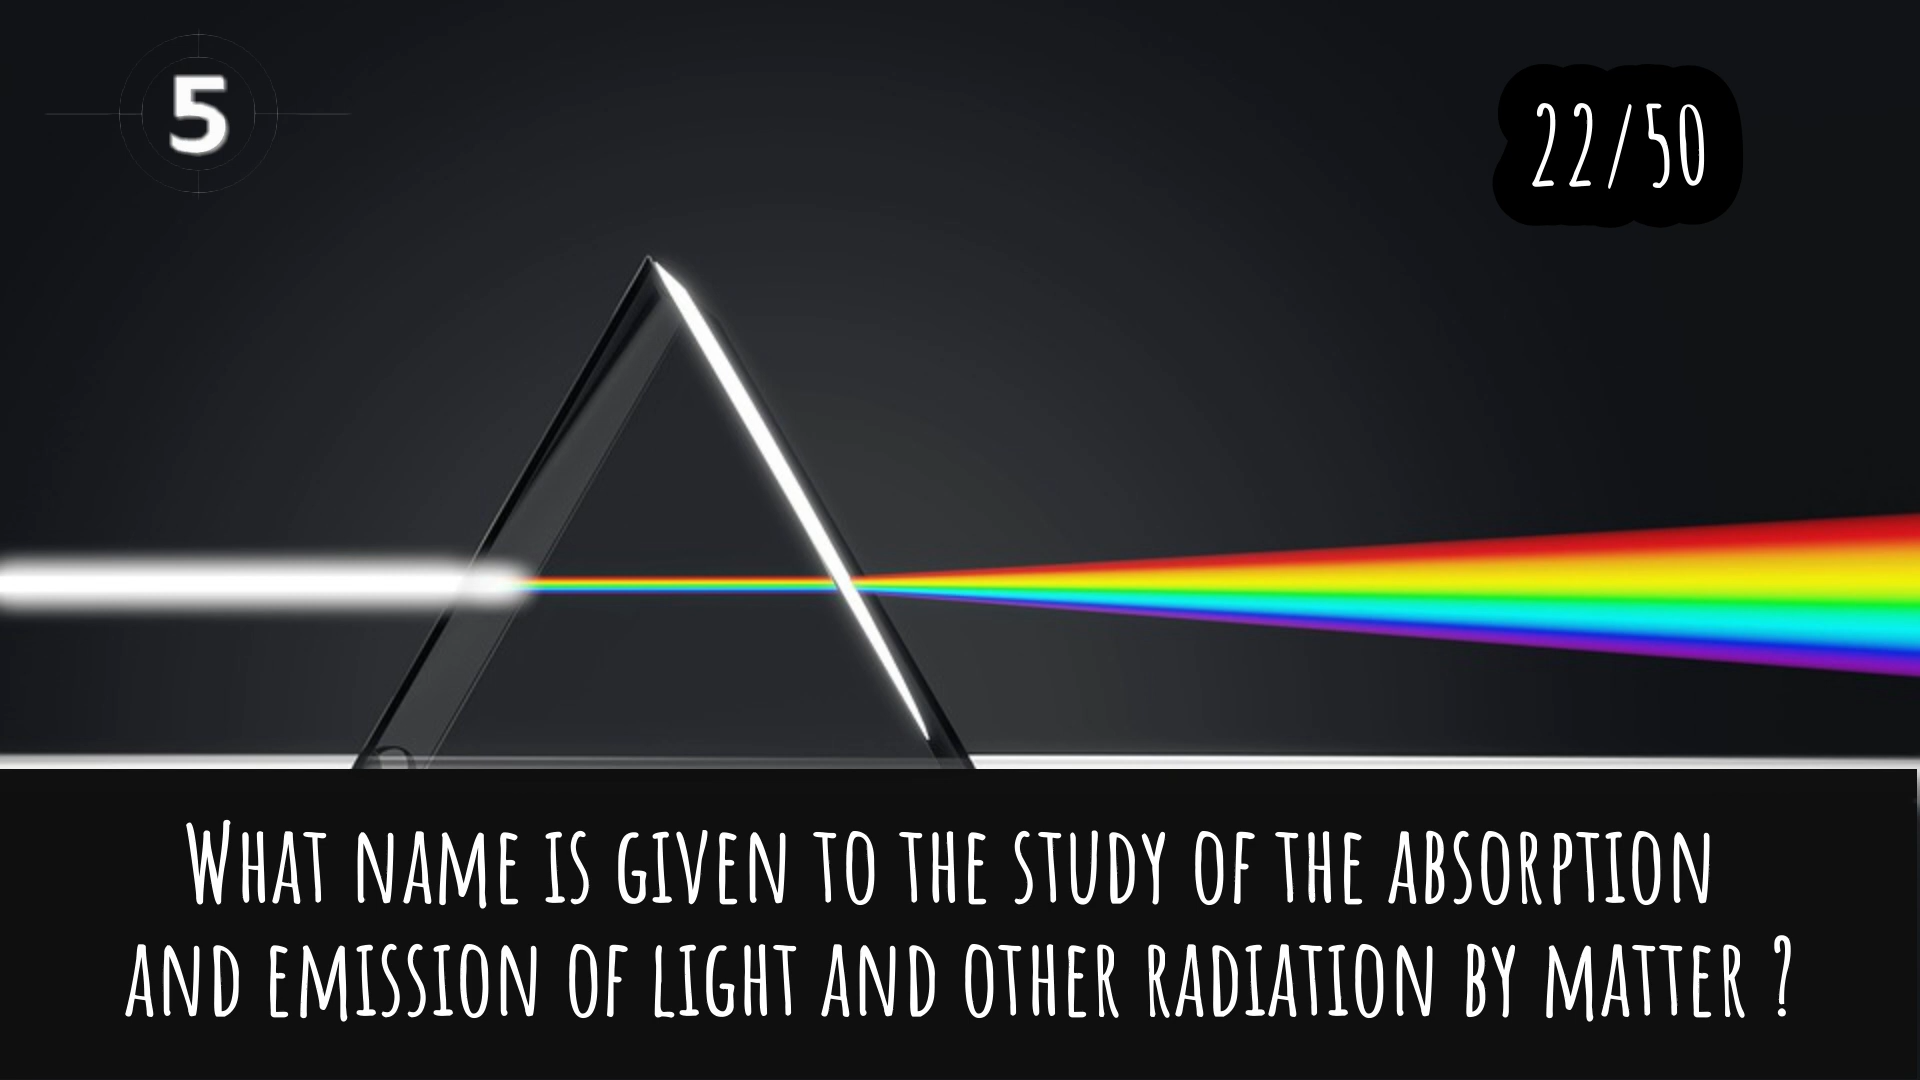 5
22/50
What name is given to the study of the absorption
and emission of light and other radiation by matter ?